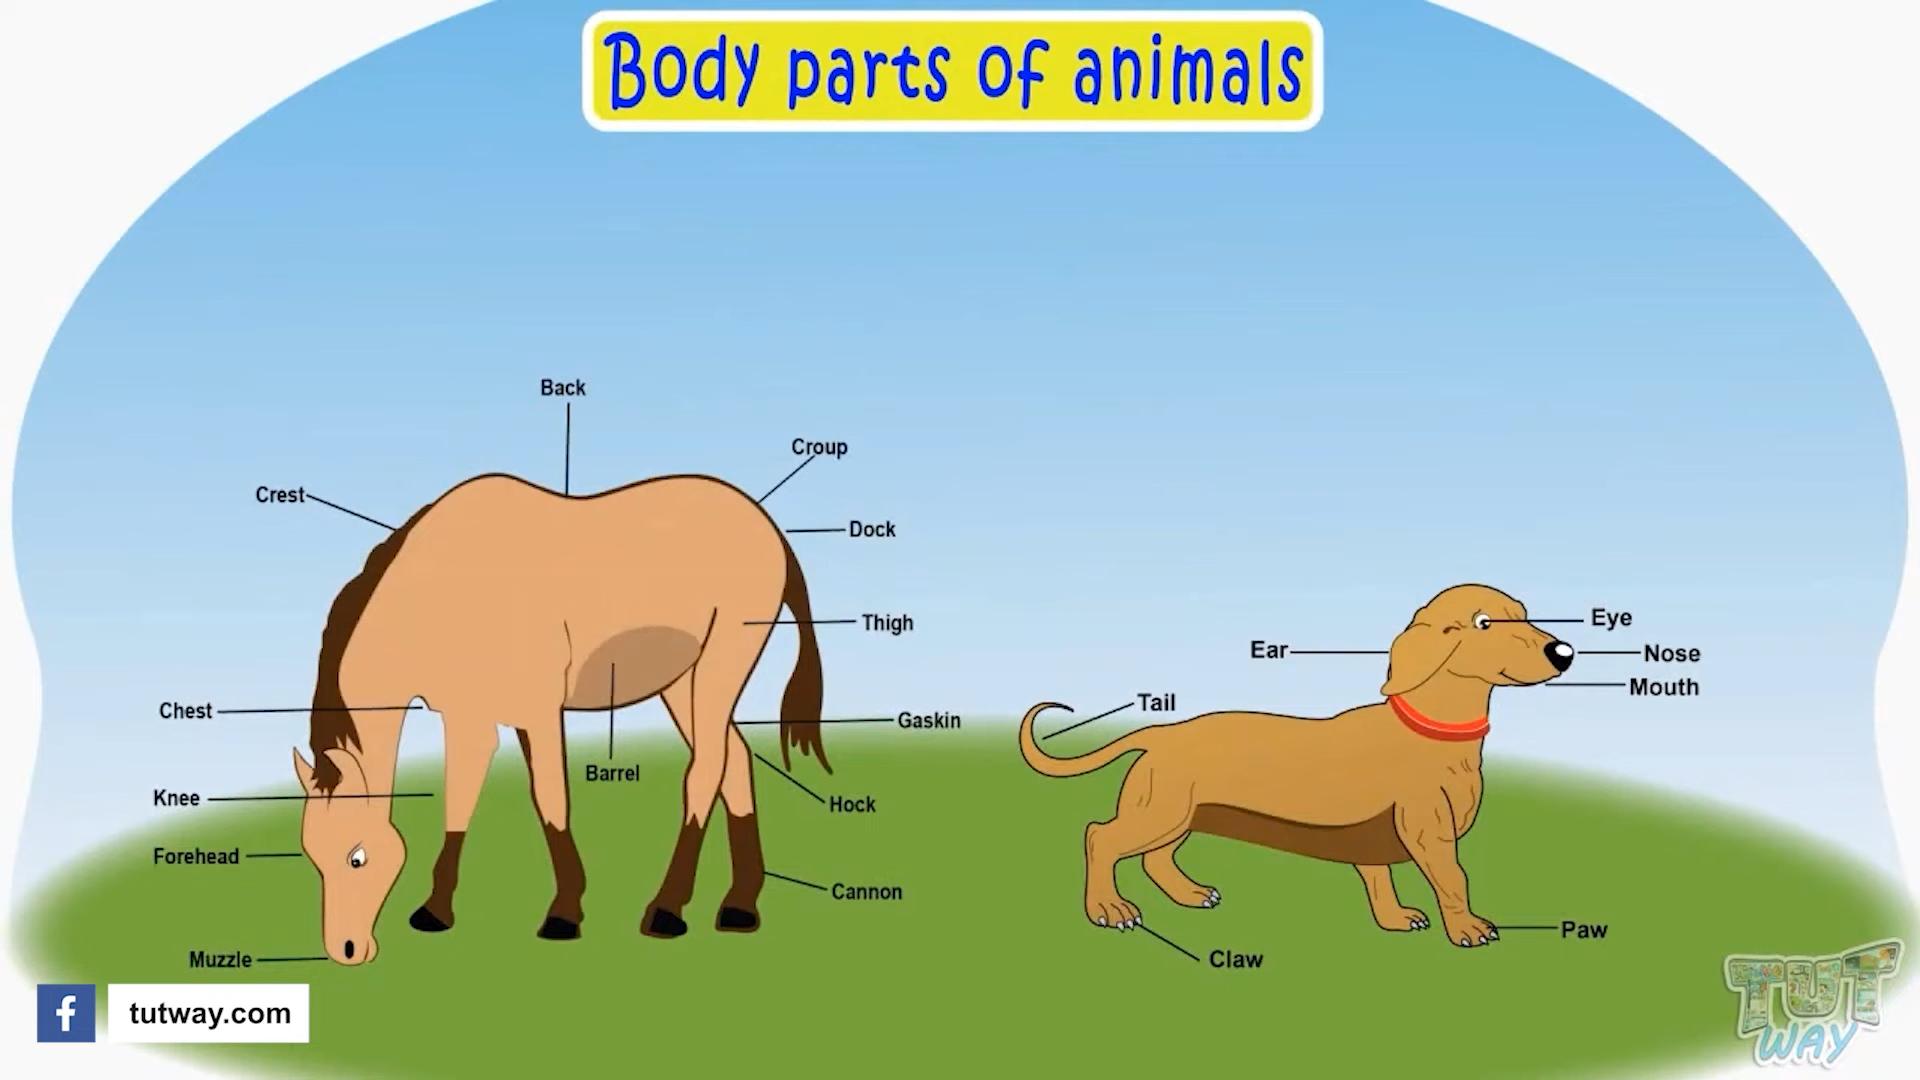 Body parts of animals
Back
Croup
Crest
Dock
Thigh
Chest
Gaskin
Barrel
Knee
Hock
Forehead
Cannon
Muzzle
Eye
Ear
Nose
Mouth
Tail
Paw
Claw
f
tutway.com
TUT
WAY